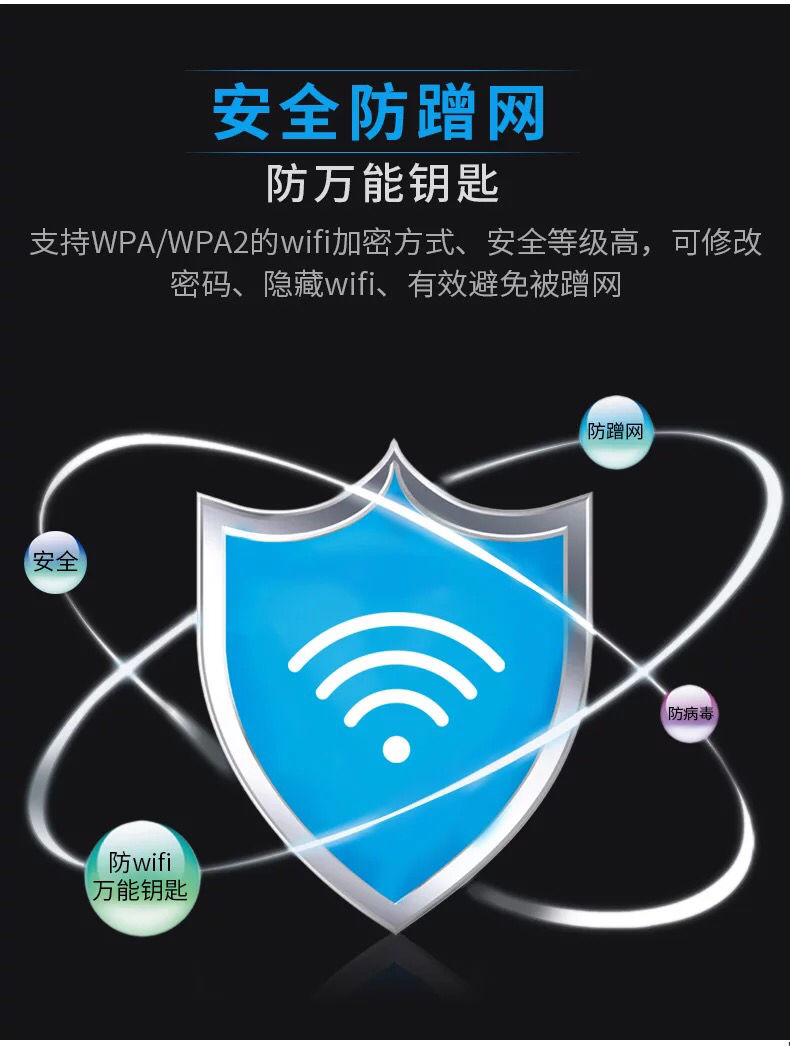 安全防蹭网
防万能钥匙
支持WPA/WPA2的wifi加密方式、安全等级高，可修改
密码、隐藏wifi、有效避免被蹭网
防蹭网
安全
防病毒
防wifi
万能钥匙